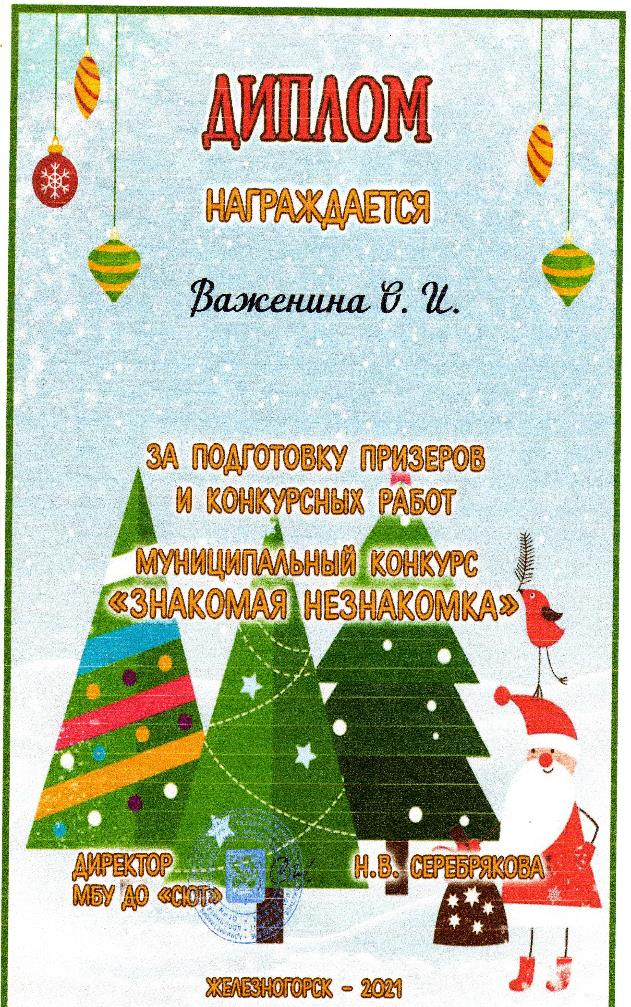 ДИПЛОМ
НАГРАЖДАЕТСЯ
Важенина О. И.
ЗА ПОДГОТОВКУ ПРИЗЕРОВ
И КОНКУРСНЫХ РАБОТ
МУНИЦИПАЛЬНЫЙ КОНКУРС
«ЗНАКОМАЯ НЕЗНАКОМКА»
ДИРЕКТОР
МБУ ДО «СЮТ»
Н.В. СЕРЕБРЯКОВА
ЖЕЛЕЗНОГОРСК - 2021